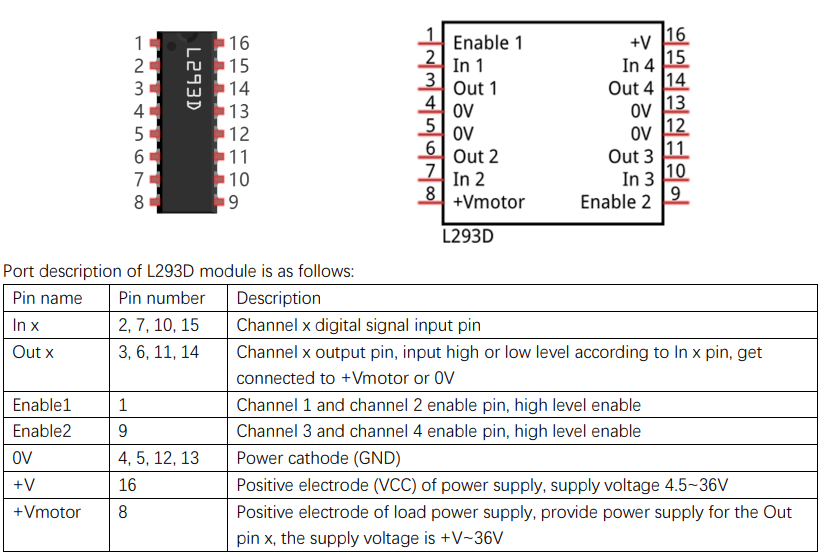 1 16
2 15
3 14
4 13
5 12
6 11
7 10
8 9
L293D
1 Enable 1 +V 16
2 In 1 In 4 15
3 Out 1 Out 4 14
4 0V 0V 13
5 0V 0V 12
6 Out 2 Out 3 11
7 In 2 In 3 10
8 +Vmotor Enable 2 9
L293D
Port description of L293D module is as follows:
Pin name Pin number Description
In x 2, 7, 10, 15 Channel x digital signal input pin
Out x 3, 6, 11, 14 Channel x output pin, input high or low level according to In x pin, get
connected to +Vmotor or 0V
Enable1 1 Channel 1 and channel 2 enable pin, high level enable
Enable2 9 Channel 3 and channel 4 enable pin, high level enable
0V 4, 5, 12, 13 Power cathode (GND)
+V 16 Positive electrode (VCC) of power supply, supply voltage 4.5~36V
+Vmotor 8 Positive electrode of load power supply, provide power supply for the Out
pin x, the supply voltage is +V~36V